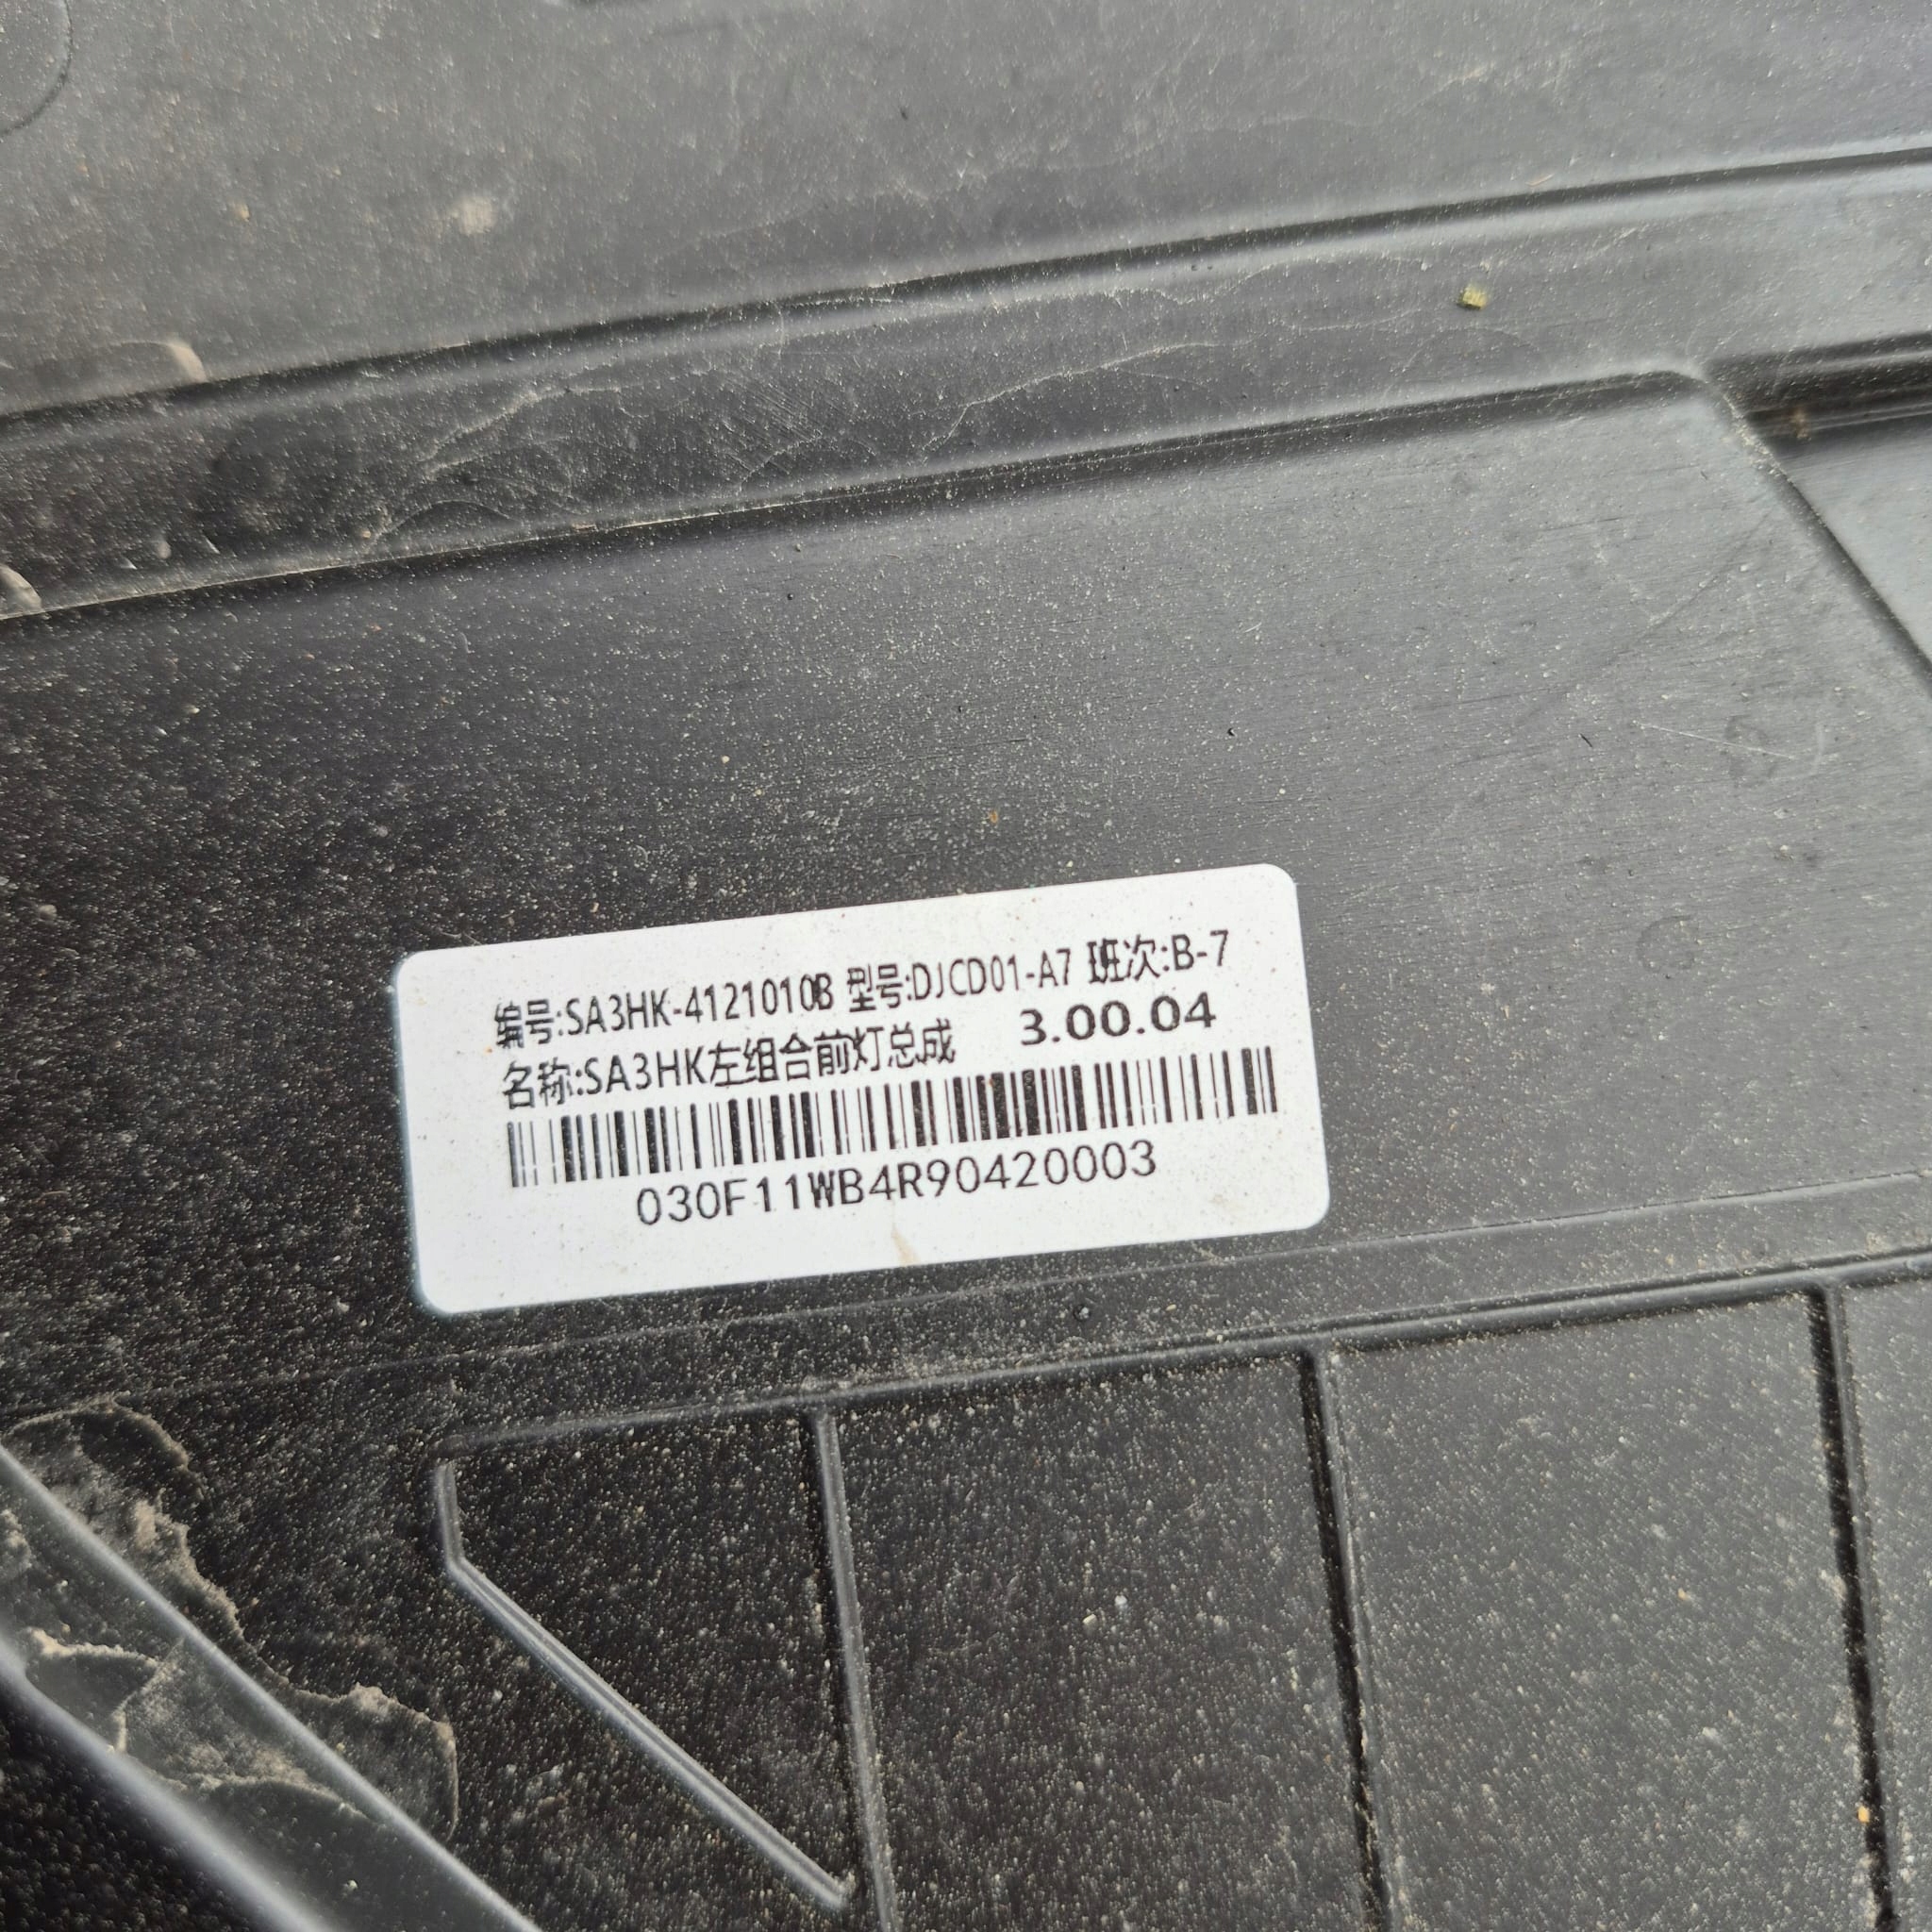 编号:SA3HK-4121010B 型号:DJCD01-A7 班次:B-7
名称:SA3HK左组合前灯总成 3.00.04
030F11WB4R90420003